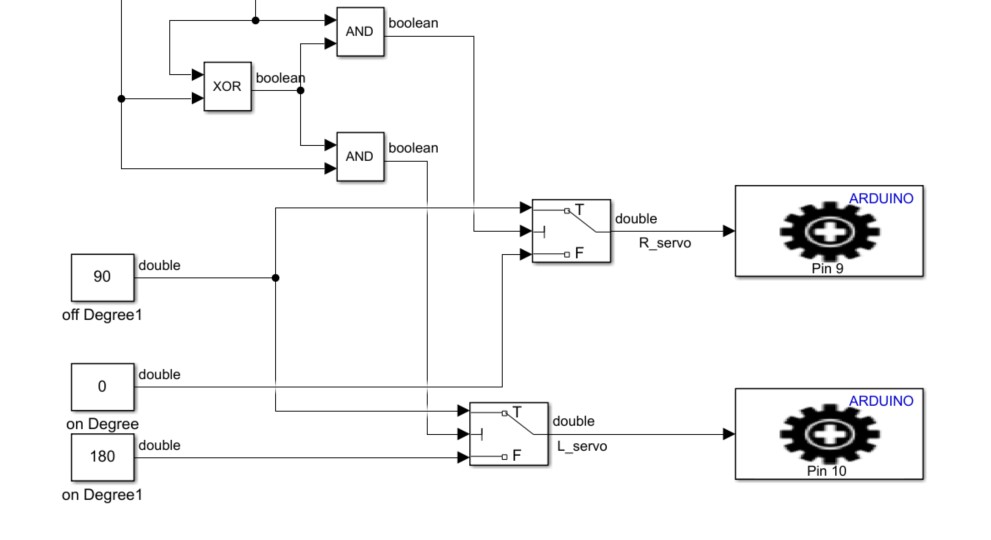 AND
boolean
XOR
boolean
AND
boolean
T
F
double
R_servo
ARDUINO
Pin 9
90
double
off Degree1
0
double
on Degree
T
F
double
L_servo
ARDUINO
Pin 10
180
double
on Degree1